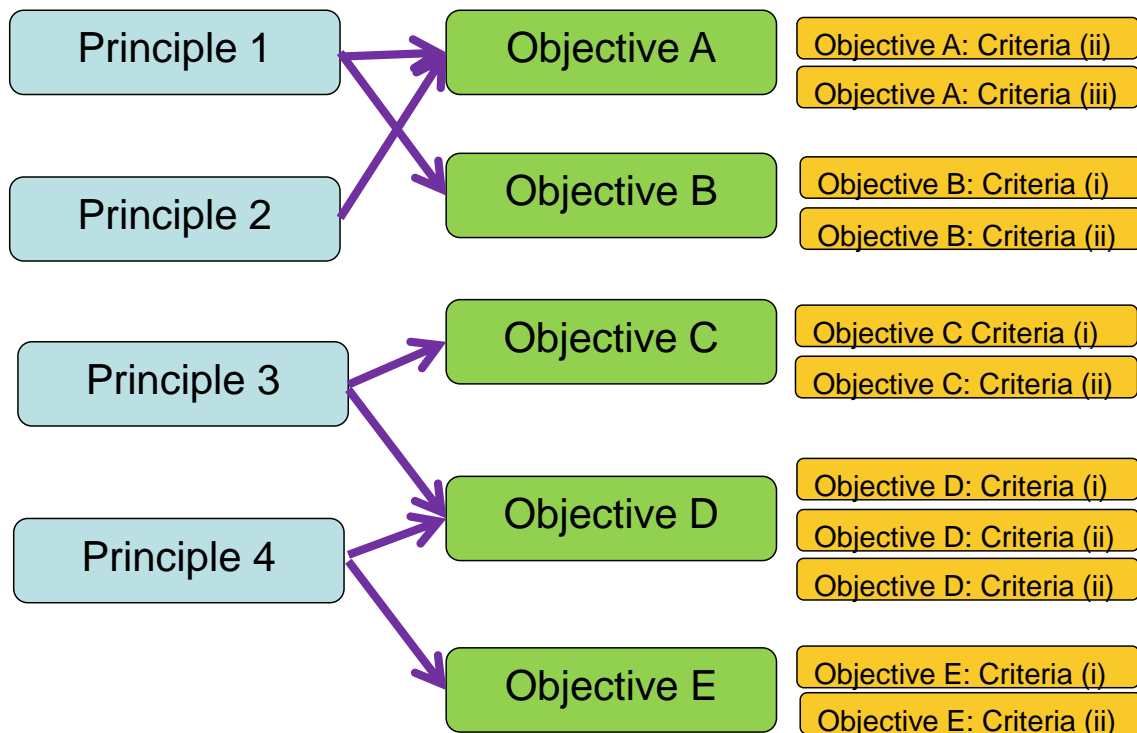 Principle 1
Objective A
Objective A: Criteria (ii)
Objective A: Criteria (iii)
Principle 2
Objective B
Objective B: Criteria (i)
Objective B: Criteria (ii)
Principle 3
Objective C
Objective C Criteria (i)
Objective C: Criteria (ii)
Principle 4
Objective D
Objective D: Criteria (i)
Objective D: Criteria (ii)
Objective D: Criteria (ii)
Objective E
Objective E: Criteria (i)
Objective E: Criteria (ii)